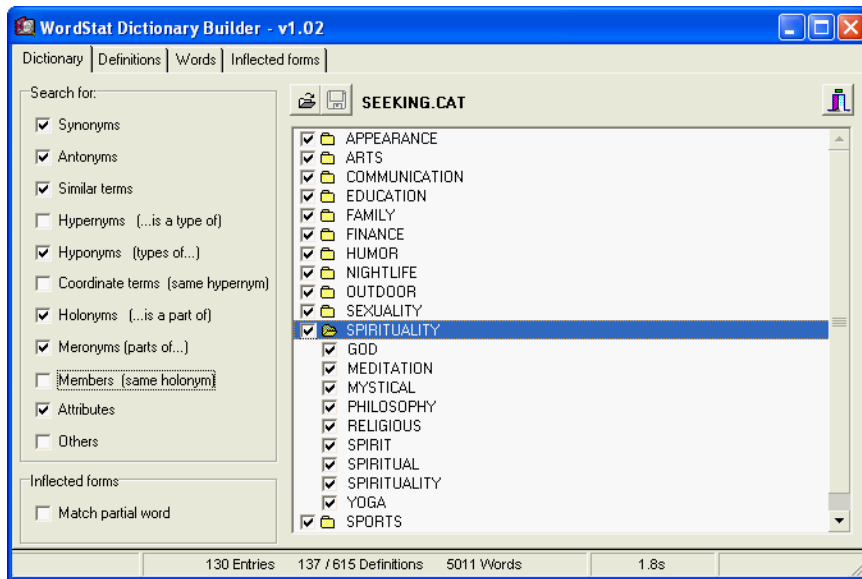 WordStat Dictionary Builder - v1.02
Dictionary Definitions Words Inflected forms
Search for:
Synonyms
Antonyms
Similar terms
Hypernyms (...is a type of)
Hyponyms (types of...)
Coordinate terms (same hypernym)
Holonyms (...is a part of)
Meronyms (parts of...)
Members (same holonym)
Attributes
Others
Inflected forms
Match partial word
SEEKING.CAT
APPEARANCE
ARTS
COMMUNICATION
EDUCATION
FAMILY
FINANCE
HUMOR
NIGHTLIFE
OUTDOOR
SEXUALITY
SPIRITUALITY
GOD
MEDITATION
MYSTICAL
PHILOSOPHY
RELIGIOUS
SPIRIT
SPIRITUAL
SPIRITUALITY
YOGA
SPORTS
130 Entries 137 / 615 Definitions 5011 Words 1.8s